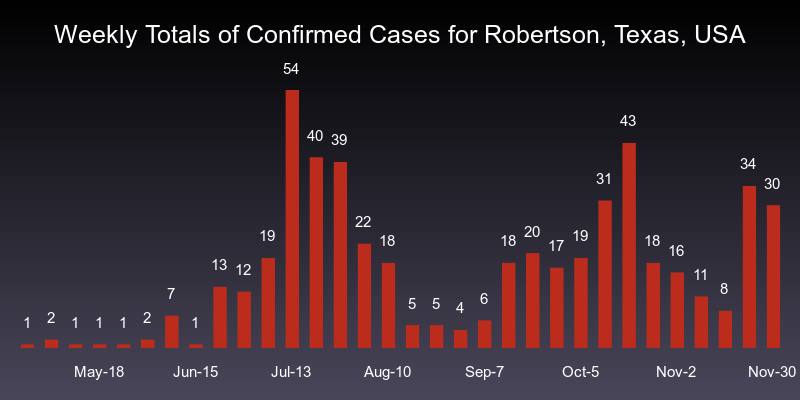 Weekly Totals of Confirmed Cases for Robertson, Texas, USA
1 2 1 1 1 2 7 1 13 12 19 54 40 39 22 18 5 5 4 6 18 20 17 19 31 43 18 16 11 8 34 30
May-18 Jun-15 Jul-13 Aug-10 Sep-7 Oct-5 Nov-2 Nov-30